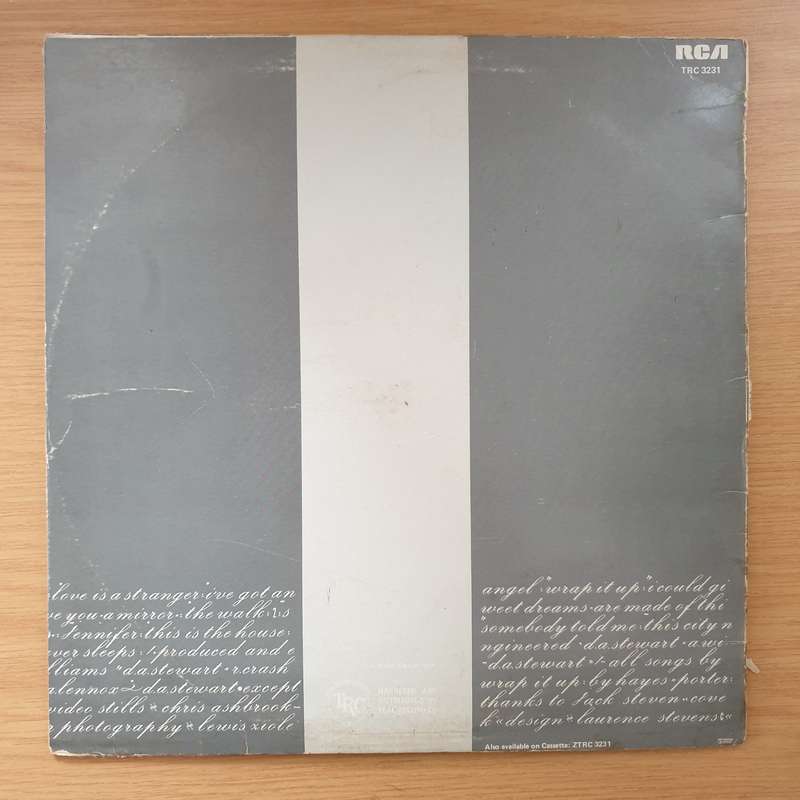 RCA
TRC 3231
"love is a stranger"i've got an
angel:"wrap it up":i could gi
ve you·a mirror:"the walk:2:s
weet dreams·are made of thi
s·Jennifer:this is the house:
"somebody told me:this city n
ever sleeps:produced and e
ngineered·d.a.stewart·a.wi-
lliams"d.a.stewart·r.crash
-d.a.stewart·all songs by
a lennox & d.a.stewart·except
wrap it up:by hayes·porter:
video stills*chris ashbrook-
thanks to Jack steven·cove
r photography*lewis ziole
k"design*laurence stevens:"
TRC
Also available on Cassette: ZTRC 3231